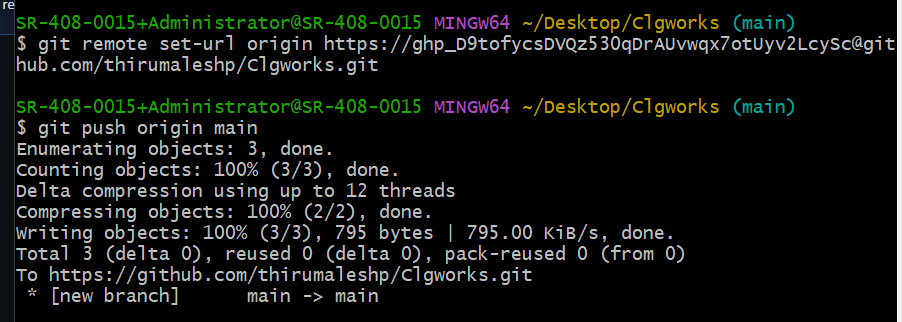 re
SR-408-0015+Administrator@SR-408-0015 MINGW64 ~/Desktop/Clgworks (main)
$ git remote set-url origin https://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@git
hub.com/thirumaleshp/Clgworks.git
SR-408-0015+Administrator@SR-408-0015 MINGW64 ~/Desktop/Clgworks (main)
$ git push origin main
Enumerating objects: 3, done.
Counting objects: 100% (3/3), done.
Delta compression using up to 12 threads
Compressing objects: 100% (2/2), done.
Writing objects: 100% (3/3), 795 bytes | 795.00 KiB/s, done.
Total 3 (delta 0), reused 0 (delta 0), pack-reused 0 (from 0)
To https://github.com/thirumaleshp/Clgworks.git
 * [new branch]      main -> main